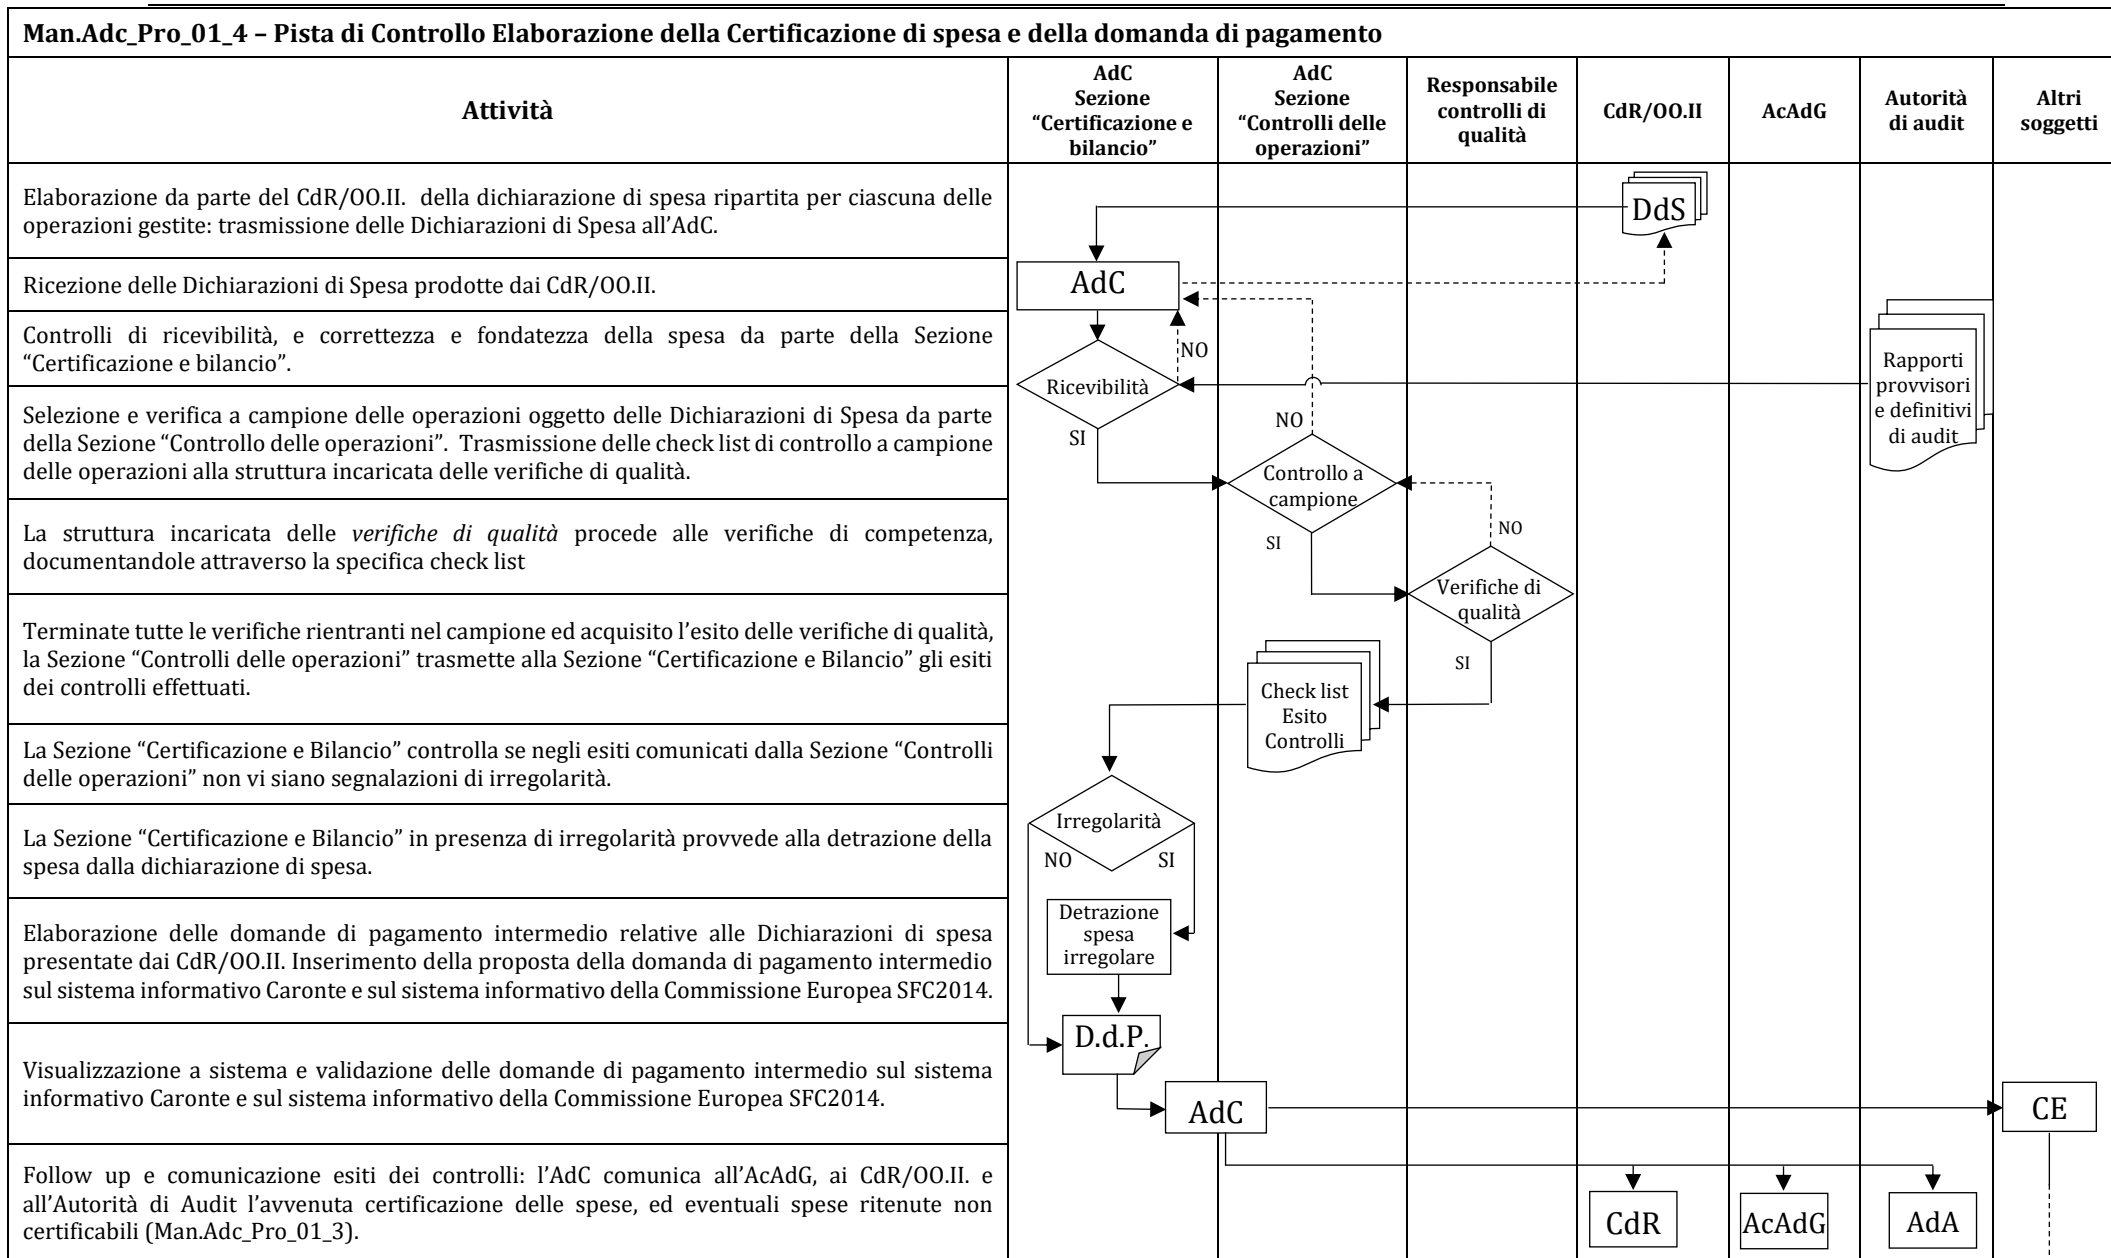 Man.Adc_Pro_01_4 – Pista di Controllo Elaborazione della Certificazione di spesa e della domanda di pagamento
Attività
AdC
Sezione
“Certificazione e
bilancio”
AdC
Sezione
“Controlli delle
operazioni”
Responsabile
controlli di
qualità
CdR/OO.II
AcAdG
Autorità
di audit
Altri
soggetti
Elaborazione da parte del CdR/OO.II. della dichiarazione di spesa ripartita per ciascuna delle
operazioni gestite: trasmissione delle Dichiarazioni di Spesa all’AdC.
DdS
Ricezione delle Dichiarazioni di Spesa prodotte dai CdR/OO.II.
AdC
Controlli di ricevibilità, e correttezza e fondatezza della spesa da parte della Sezione
“Certificazione e bilancio”.
NO
Ricevibilità
SI
Rapporti
provvisori
e definitivi
di audit
Selezione e verifica a campione delle operazioni oggetto delle Dichiarazioni di Spesa da parte
della Sezione “Controllo delle operazioni”. Trasmissione delle check list di controllo a campione
delle operazioni alla struttura incaricata delle verifiche di qualità.
NO
Controllo a
campione
SI
La struttura incaricata delle verifiche di qualità procede alle verifiche di competenza,
documentandole attraverso la specifica check list
NO
Verifiche di
qualità
SI
Terminate tutte le verifiche rientranti nel campione ed acquisito l’esito delle verifiche di qualità,
la Sezione “Controlli delle operazioni” trasmette alla Sezione “Certificazione e Bilancio” gli esiti
dei controlli effettuati.
Check list
Esito
Controlli
La Sezione “Certificazione e Bilancio” controlla se negli esiti comunicati dalla Sezione “Controlli
delle operazioni” non vi siano segnalazioni di irregolarità.
Irregolarità
NO
SI
La Sezione “Certificazione e Bilancio” in presenza di irregolarità provvede alla detrazione della
spesa dalla dichiarazione di spesa.
Detrazione
spesa
irregolare
Elaborazione delle domande di pagamento intermedio relative alle Dichiarazioni di spesa
presentate dai CdR/OO.II. Inserimento della proposta della domanda di pagamento intermedio
sul sistema informativo Caronte e sul sistema informativo della Commissione Europea SFC2014.
D.d.P.
Visualizzazione a sistema e validazione delle domande di pagamento intermedio sul sistema
informativo Caronte e sul sistema informativo della Commissione Europea SFC2014.
AdC
CE
Follow up e comunicazione esiti dei controlli: l’AdC comunica all’AcAdG, ai CdR/OO.II. e
all’Autorità di Audit l’avvenuta certificazione delle spese, ed eventuali spese ritenute non
certificabili (Man.Adc_Pro_01_3).
CdR
AcAdG
AdA